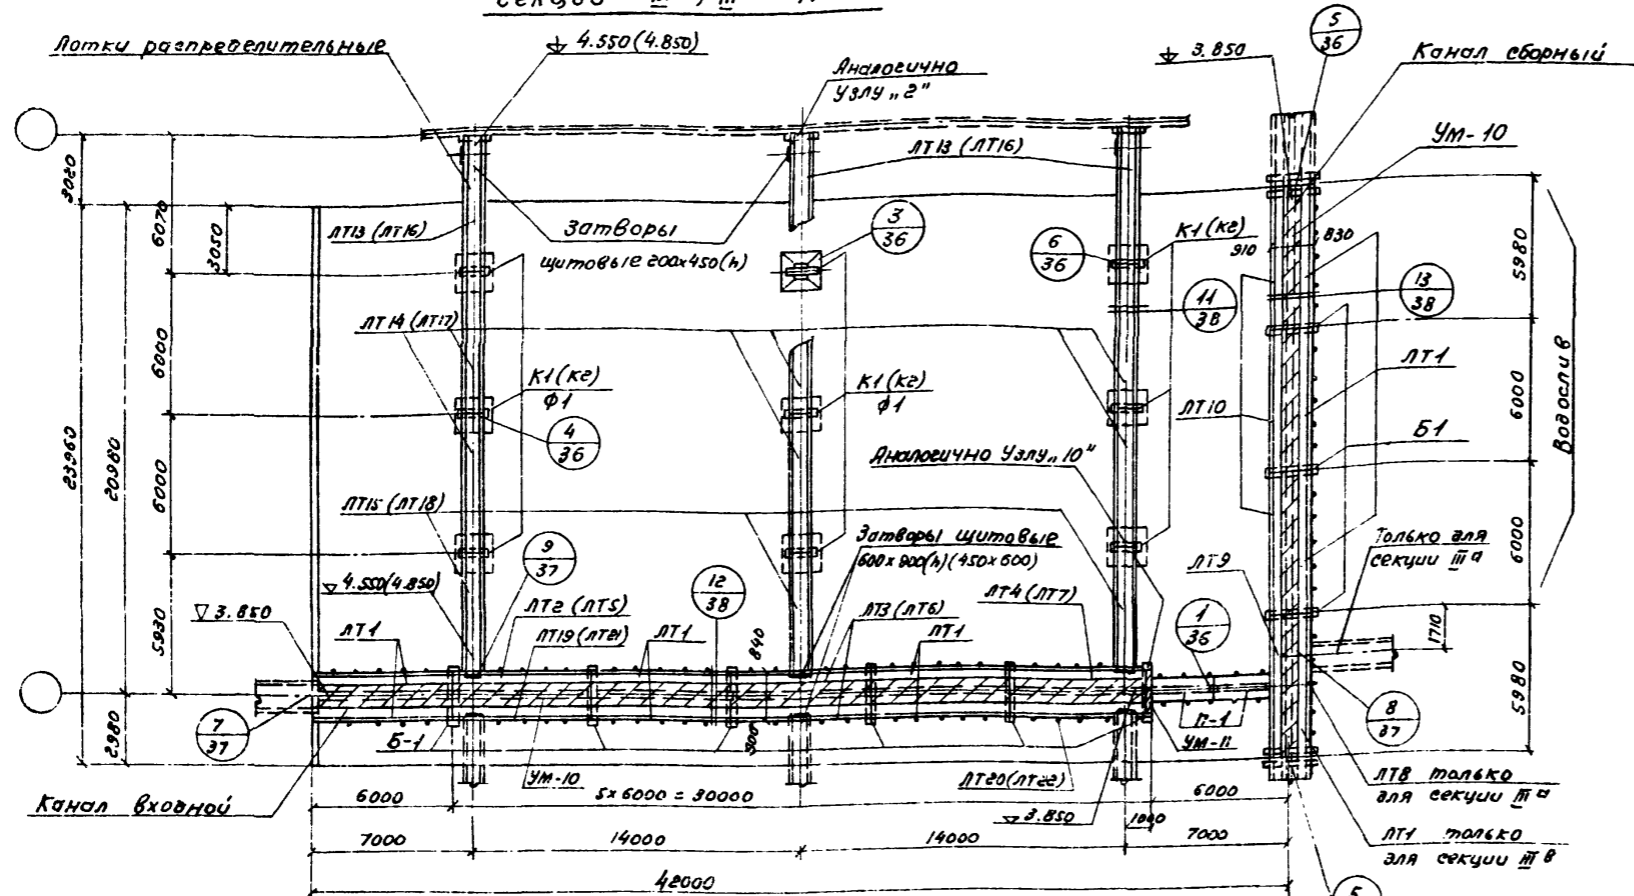 секций
Лотки распределительные
4.550(4.850)
Аналогично
Узлу „2"
3.850
5
36
Канал сборный
УМ-10
ЛТ13 (ЛТ16)
3020
6070
3050
ЛТ13 (ЛТ16)
Затворы
щитовые 200х450(h)
3
36
6
36
К1(К2)
910
830
5980
11
38
13
38
ЛТ14 (ЛТ17)
6000
К1(К2)
Ф1
К1(К2)
Ф1
ЛТ1
ЛТ10
6000
Водослив
4
36
Б1
Аналогично Узлу„10"
23960
20980
6000
ЛТ15 (ЛТ18)
9
37
Затворы щитовые
600х900(h)(450х600)
ЛТ9
Только для
секции III а
6000
4.550(4.850)
12
38
3.850
ЛТ2 (ЛТ5)
ЛТ3 (ЛТ6)
ЛТ4 (ЛТ7)
1
36
1710
5930
ЛТ1
ЛТ19(ЛТ21)
ЛТ1
840
ЛТ1
5980
7
37
8
37
2980
Б-1
900
П-1
УМ-11
УМ-10
ЛТ20(ЛТ22)
ЛТ8 только
для секции III а
Канал входной
6000
5х6000 = 30000
3.850
1000
6000
7000
14000
14000
7000
ЛТ1 только
для секции III в
42000
5